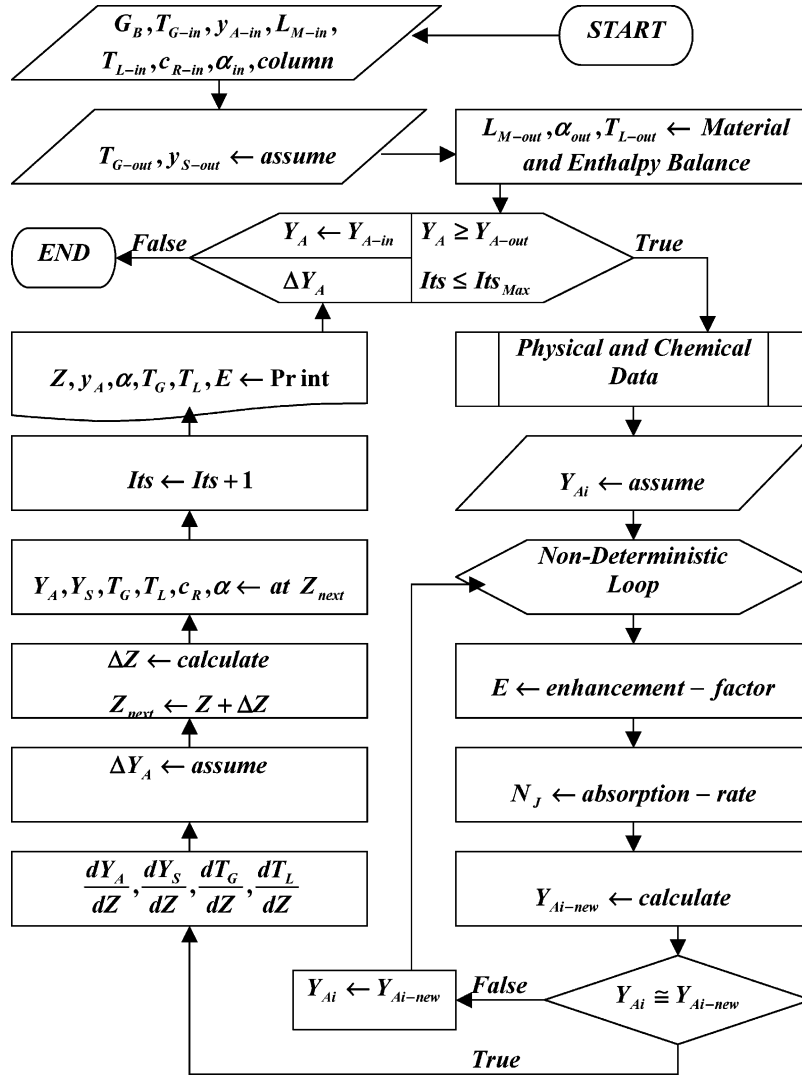 G_B, T_{G-in}, y_{A-in}, L_{M-in},
T_{L-in}, c_{R-in}, α_{in}, column
START
T_{G-out}, y_{S-out} ← assume
L_{M-out}, α_{out}, T_{L-out} ← Material
and Enthalpy Balance
END
False
Y_A ← Y_{A-in}
Y_A ≥ Y_{A-out}
ΔY_A
Its ≤ Its_{Max}
True
Z, y_A, α, T_G, T_L, E ← Print
Physical and Chemical
Data
Its ← Its + 1
Y_{Ai} ← assume
Y_A, Y_S, T_G, T_L, c_R, α ← at Z_{next}
Non-Deterministic
Loop
ΔZ ← calculate
Z_{next} ← Z + ΔZ
E ← enhancement – factor
ΔY_A ← assume
N_J ← absorption – rate
dY_A/dZ, dY_S/dZ, dT_G/dZ, dT_L/dZ
Y_{Ai-new} ← calculate
Y_{Ai} ← Y_{Ai-new}
False
Y_{Ai} ≅ Y_{Ai-new}
True